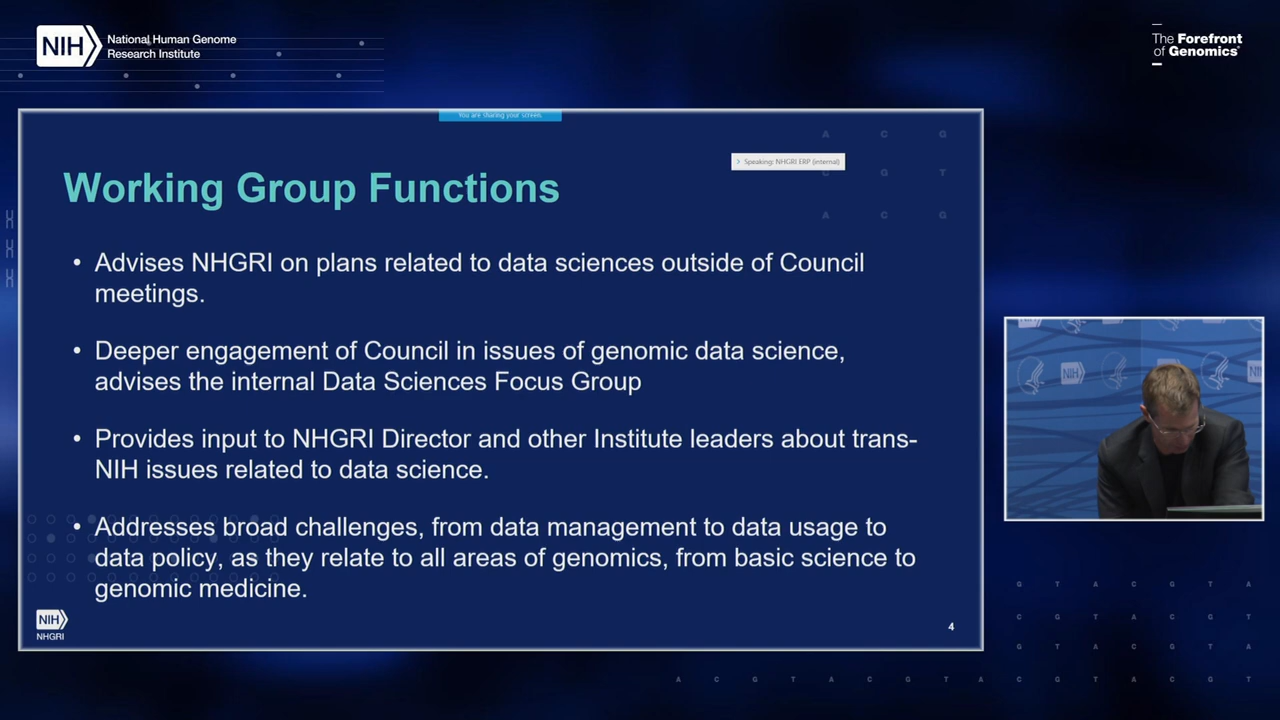 NIH
National Human Genome
Research Institute
The Forefront
of Genomics®
You are sharing your screen.
Speaking: NHGRI ERP (internal)
A C G
G G T
A C G
Working Group Functions
• Advises NHGRI on plans related to data sciences outside of Council
meetings.
• Deeper engagement of Council in issues of genomic data science,
advises the internal Data Sciences Focus Group
• Provides input to NHGRI Director and other Institute leaders about trans-
NIH issues related to data science.
• Addresses broad challenges, from data management to data usage to
data policy, as they relate to all areas of genomics, from basic science to
genomic medicine.
NIH
NHGRI
4
NIH
G T A C G T A
C G T A C G T
G T A C G T A
A C G T A C G T A C G T A C G T